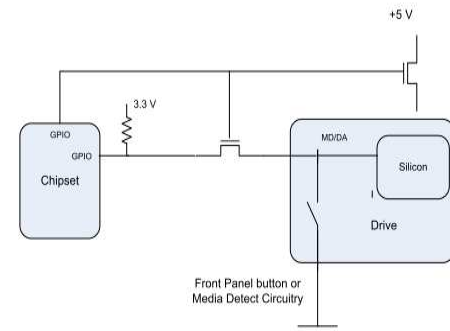 +5 V
3.3 V
GPIO
GPIO
Chipset
MD/DA
Silicon
Drive
Front Panel button or
Media Detect Circuitry